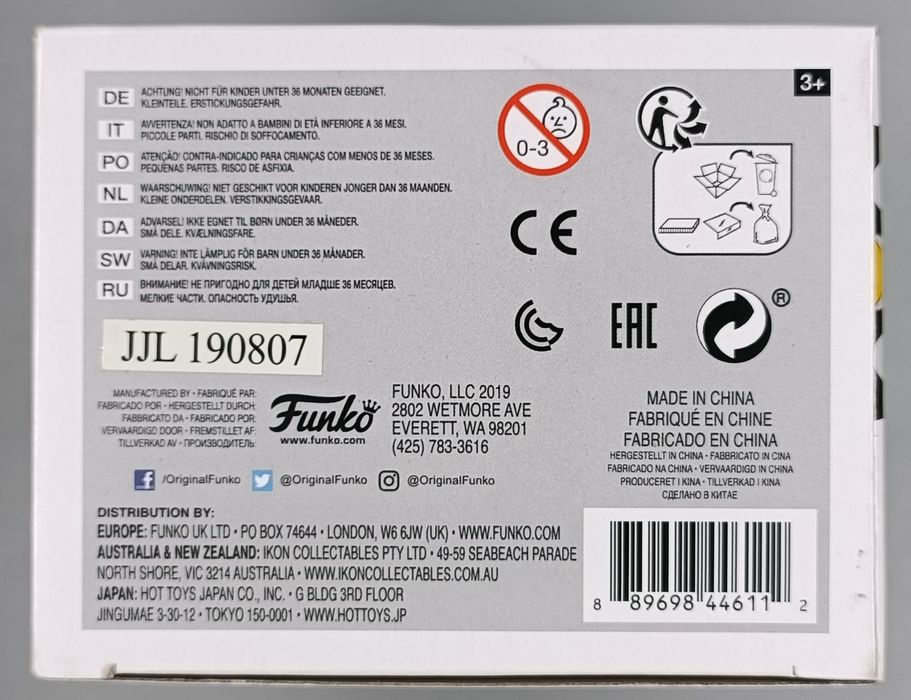 3+
DE ACHTUNG! NICHT FÜR KINDER UNTER 36 MONATEN GEEIGNET.
KLEINTEILE. ERSTICKUNGSGEFAHR.
IT AVVERTENZA! NON ADATTO A BAMBINI DI ETÀ INFERIORE A 36 MESI.
PICCOLE PARTI. RISCHIO DI SOFFOCAMENTO.
PO ATENÇÃO! CONTRA-INDICADO PARA CRIANÇAS COM MENOS DE 36 MESES.
PEQUENAS PARTES. RISCO DE ASFIXIA.
NL WAARSCHUWING! NIET GESCHIKT VOOR KINDEREN JONGER DAN 36 MAANDEN.
KLEINE ONDERDELEN. VERSTIKKINGSGEVAAR.
DA ADVARSEL! IKKE EGNET TIL BØRN UNDER 36 MÅNEDER.
SMÅ DELE. KVÆLNINGSFARE.
SW VARNING! INTE LÄMPLIG FÖR BARN UNDER 36 MÅNADER.
SMÅ DELAR. KVÄVNINGSRISK.
RU ВНИМАНИЕ! НЕ ПРИГОДНО ДЛЯ ДЕТЕЙ МЛАДШЕ 36 МЕСЯЦЕВ.
МЕЛКИЕ ЧАСТИ. ОПАСНОСТЬ УДУШЬЯ.
0-3
CE
EAC
®
JJL 190807
MANUFACTURED BY • FABRIQUÉ PAR:
FABRICADO POR • HERGESTELLT DURCH:
FABBRICATO DA • FABRICADO POR:
VERVAARDIGD DOOR • FREMSTILLET AF:
TILLVERKAD AV • ПРОИЗВОДИТЕЛЬ:
Funko
www.funko.com
FUNKO, LLC 2019
2802 WETMORE AVE
EVERETT, WA 98201
(425) 783-3616
MADE IN CHINA
FABRIQUÉ EN CHINE
FABRICADO EN CHINA
HERGESTELLT IN CHINA • FABBRICATO IN CINA
FABRICADO NA CHINA • VERVAARDIGD IN CHINA
PRODUCERET I KINA • TILLVERKAD I KINA
СДЕЛАНО В КИТАЕ
/OriginalFunko @OriginalFunko @OriginalFunko
DISTRIBUTION BY:
EUROPE: FUNKO UK LTD • PO BOX 74644 • LONDON, W6 6JW (UK) • WWW.FUNKO.COM
AUSTRALIA & NEW ZEALAND: IKON COLLECTABLES PTY LTD • 49-59 SEABEACH PARADE
NORTH SHORE, VIC 3214 AUSTRALIA • WWW.IKONCOLLECTABLES.COM.AU
JAPAN: HOT TOYS JAPAN CO., INC. • G BLDG 3RD FLOOR
JINGUMAE 3-30-12 • TOKYO 150-0001 • WWW.HOTTOYS.JP
8 89698 44611 2